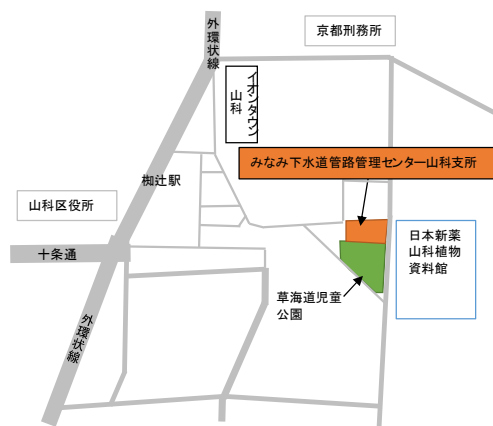 外環状線
京都刑務所
イオンタウン
山科
みなみ下水道管路管理センター山科支所
椥辻駅
山科区役所
十条通
日本新薬
山科植物
資料館
草海道児童
公園
外環状線